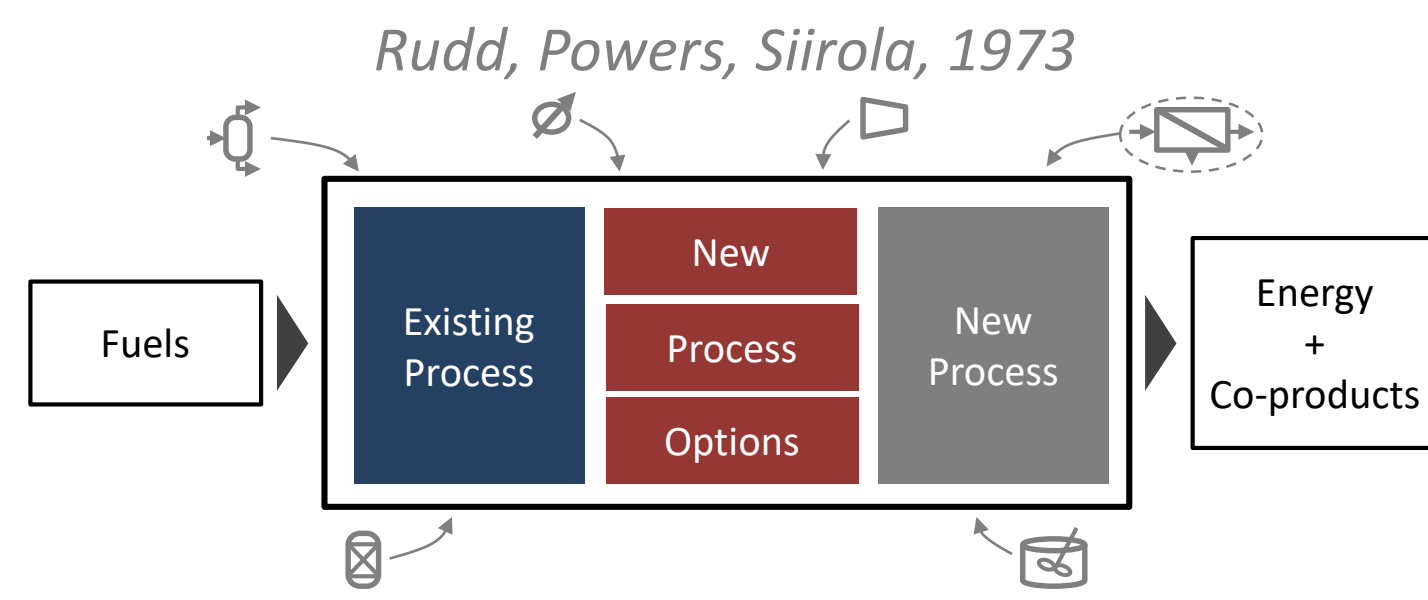 Rudd, Powers, Siirola, 1973
Fuels
Existing
Process
New
Process
Options
New
Process
Energy
+
Co-products